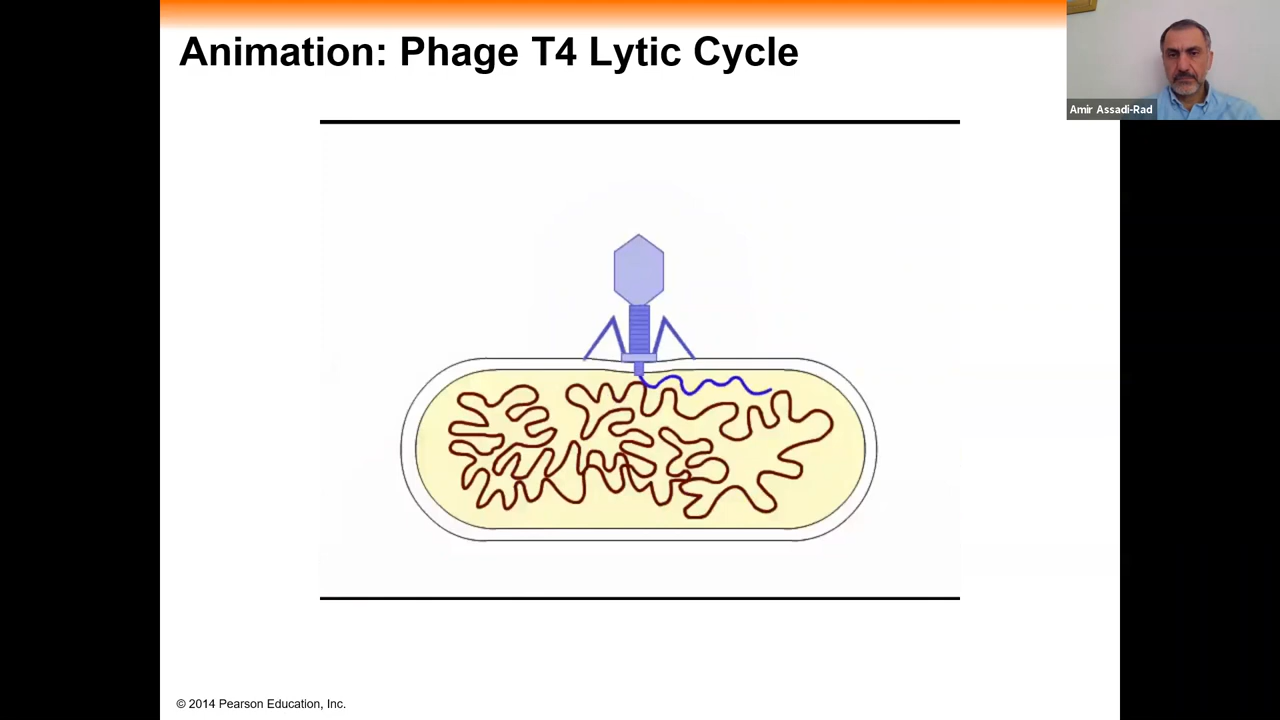 Animation: Phage T4 Lytic Cycle
Amir Assadi-Rad
© 2014 Pearson Education, Inc.